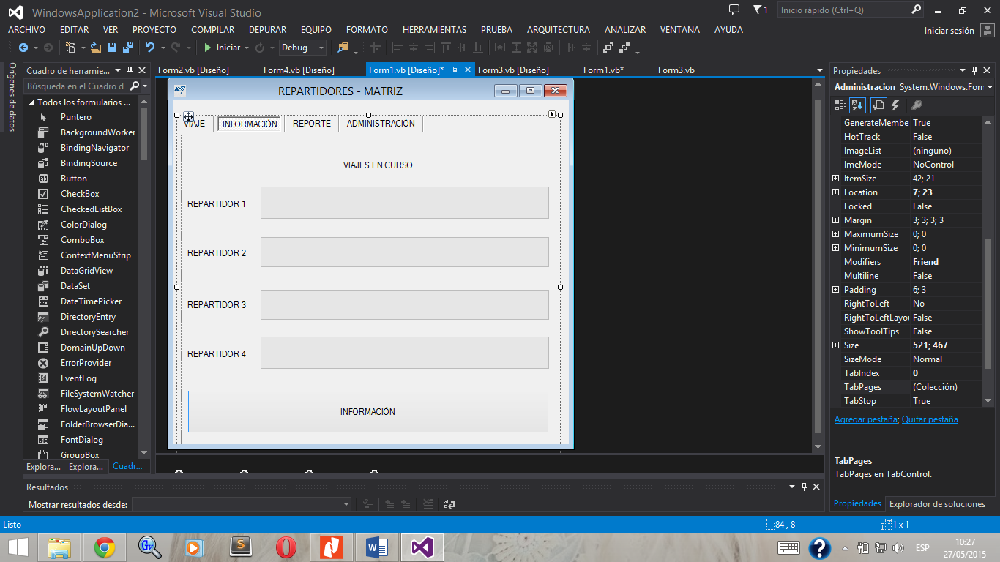 WindowsApplication2 - Microsoft Visual Studio
1
Inicio rápido (Ctrl+Q)
ARCHIVO EDITAR VER PROYECTO COMPILAR DEPURAR EQUIPO FORMATO HERRAMIENTAS PRUEBA ARQUITECTURA ANALIZAR VENTANA AYUDA
Iniciar sesión
Iniciar
Debug
Orígenes de datos
Cuadro de herramie...
Búsqueda en el Cuadro d
Todos los formularios ...
Puntero
BackgroundWorker
BindingNavigator
BindingSource
Button
CheckBox
CheckedListBox
ColorDialog
ComboBox
ContextMenuStrip
DataGridView
DataSet
DateTimePicker
DirectoryEntry
DirectorySearcher
DomainUpDown
ErrorProvider
EventLog
FileSystemWatcher
FlowLayoutPanel
FolderBrowserDia...
FontDialog
GroupBox
Explora... Explora... Cuadr...
Form2.vb [Diseño] Form4.vb [Diseño] Form1.vb [Diseño]* Form3.vb [Diseño] Form1.vb* Form3.vb
REPARTIDORES - MATRIZ
VIAJE INFORMACIÓN REPORTE ADMINISTRACIÓN
VIAJES EN CURSO
REPARTIDOR 1
REPARTIDOR 2
REPARTIDOR 3
REPARTIDOR 4
INFORMACIÓN
Propiedades
Administracion System.Windows.Forr
GenerateMembe True
HotTrack False
ImageList (ninguno)
ImeMode NoControl
ItemSize 42; 21
Location 7; 23
Locked False
Margin 3; 3; 3; 3
MaximumSize 0; 0
MinimumSize 0; 0
Modifiers Friend
Multiline False
Padding 6; 3
RightToLeft No
RightToLeftLayou False
ShowToolTips False
Size 521; 467
SizeMode Normal
TabIndex 0
TabPages (Colección)
TabStop True
Agregar pestaña; Quitar pestaña
TabPages
TabPages en TabControl.
Propiedades Explorador de soluciones
Resultados
Mostrar resultados desde:
Listo
84 , 8
1 x 1
ESP
10:27
27/05/2015